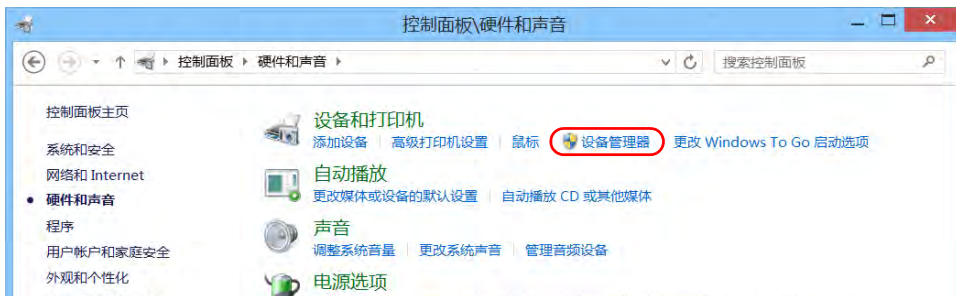 控制面板\硬件和声音
控制面板 硬件和声音
搜索控制面板
控制面板主页
系统和安全
网络和 Internet
硬件和声音
程序
用户帐户和家庭安全
外观和个性化
设备和打印机
添加设备 高级打印机设置 鼠标 设备管理器 更改 Windows To Go 启动选项
自动播放
更改媒体或设备的默认设置 自动播放 CD 或其他媒体
声音
调整系统音量 更改系统声音 管理音频设备
电源选项